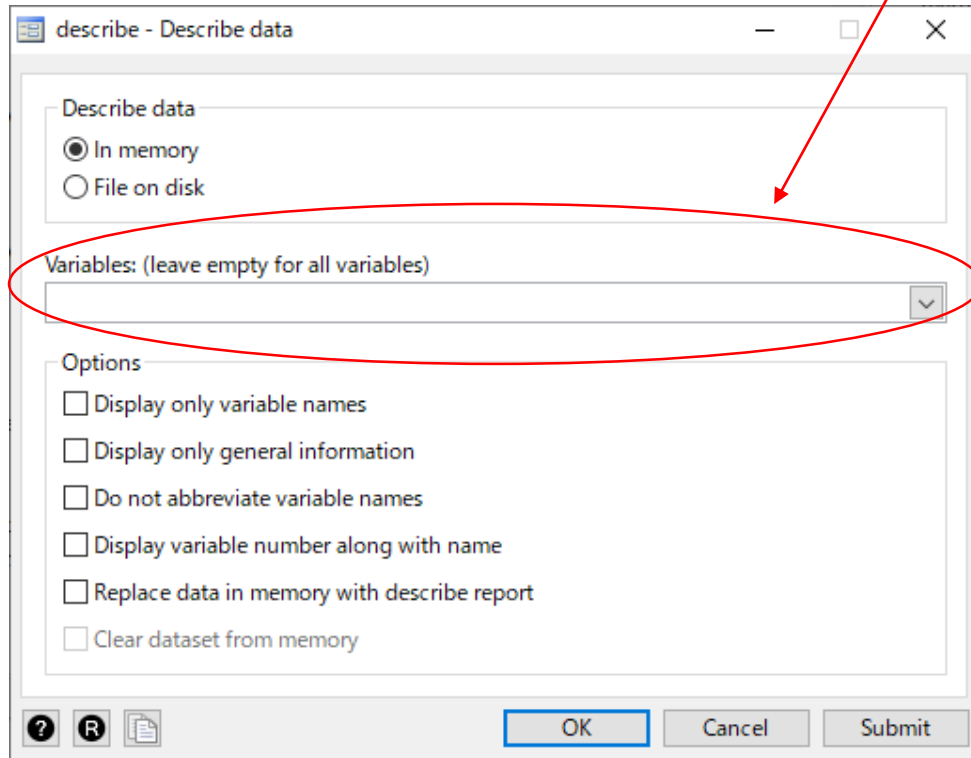 describe - Describe data
Describe data
In memory
File on disk
Variables: (leave empty for all variables)
Options
Display only variable names
Display only general information
Do not abbreviate variable names
Display variable number along with name
Replace data in memory with describe report
Clear dataset from memory
? R OK Cancel Submit